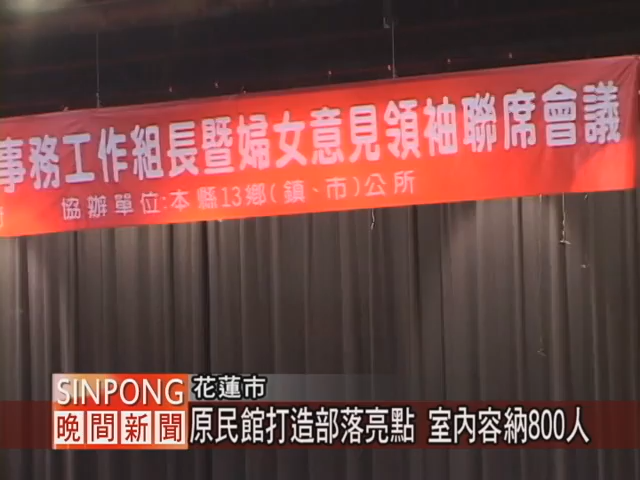 事務工作組長暨婦女意見領袖聯席會議
協辦單位:本縣13鄉(鎮、市)公所
SINPONG
晚間新聞
花蓮市
原民館打造部落亮點 室內容納800人